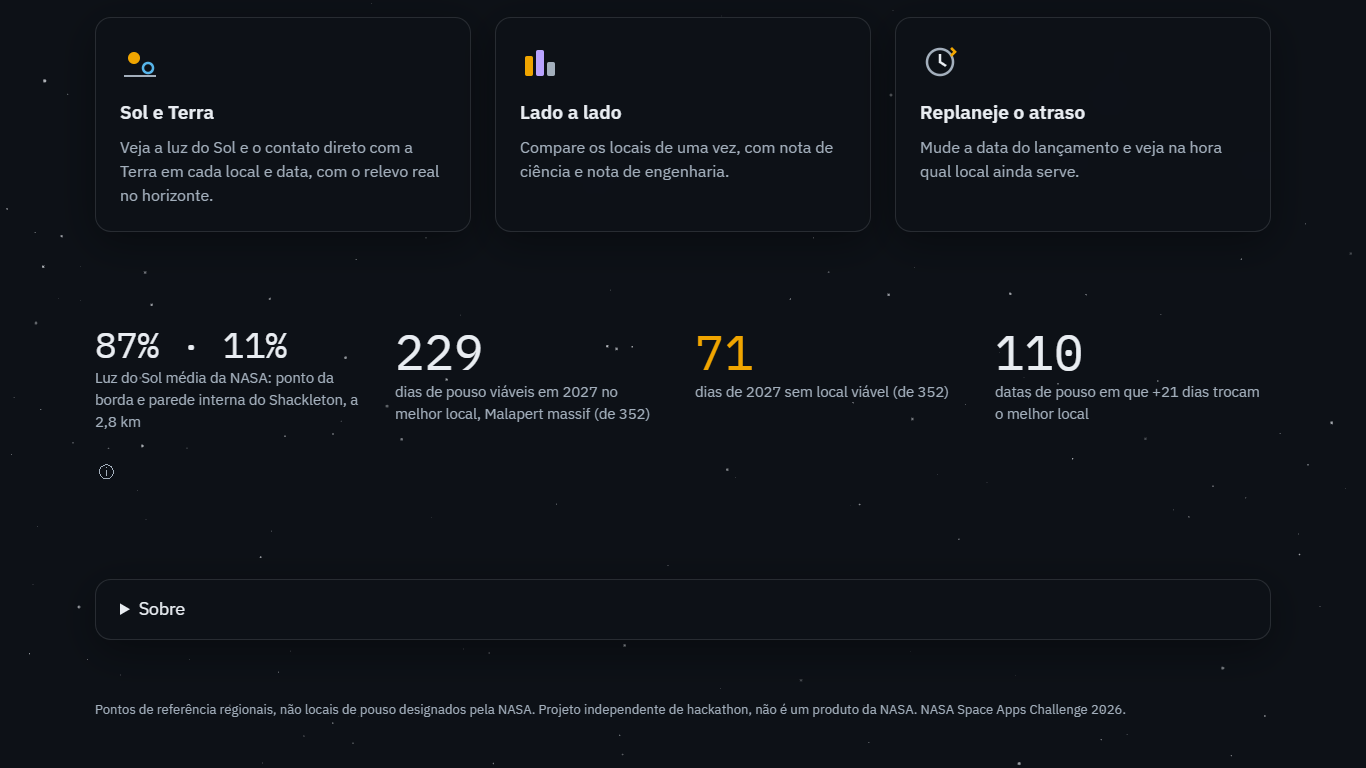 Sol e Terra
Veja a luz do Sol e o contato direto com a
Terra em cada local e data, com o relevo real
no horizonte.
Lado a lado
Compare os locais de uma vez, com nota de
ciência e nota de engenharia.
Replaneje o atraso
Mude a data do lançamento e veja na hora
qual local ainda serve.
87% · 11%
Luz do Sol média da NASA: ponto da
borda e parede interna do Shackleton, a
2,8 km
229
dias de pouso viáveis em 2027 no
melhor local, Malapert massif (de 352)
71
dias de 2027 sem local viável (de 352)
110
datas de pouso em que +21 dias trocam
o melhor local
Sobre
Pontos de referência regionais, não locais de pouso designados pela NASA. Projeto independente de hackathon, não é um produto da NASA. NASA Space Apps Challenge 2026.